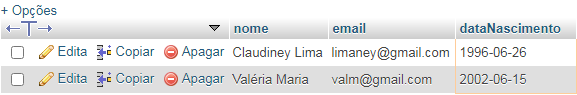 + Opções
nome email dataNascimento
Edita Copiar Apagar Claudiney Lima limaney@gmail.com 1996-06-26
Edita Copiar Apagar Valéria Maria valm@gmail.com 2002-06-15